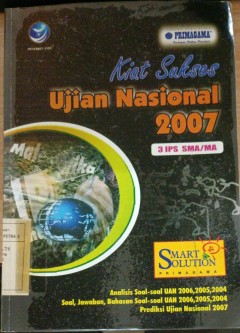 PRIMAGAMA
Kiat Sukses
Ujian Nasional
2007
3 IPS SMA/MA
SMART
SOLUTION
PRIMAGAMA
Analisis Soal-soal UAN 2006,2005,2004
Soal, Jawaban, Bahasan Soal-soal UAN 2006,2005,2004
Prediksi Ujian Nasional 2007